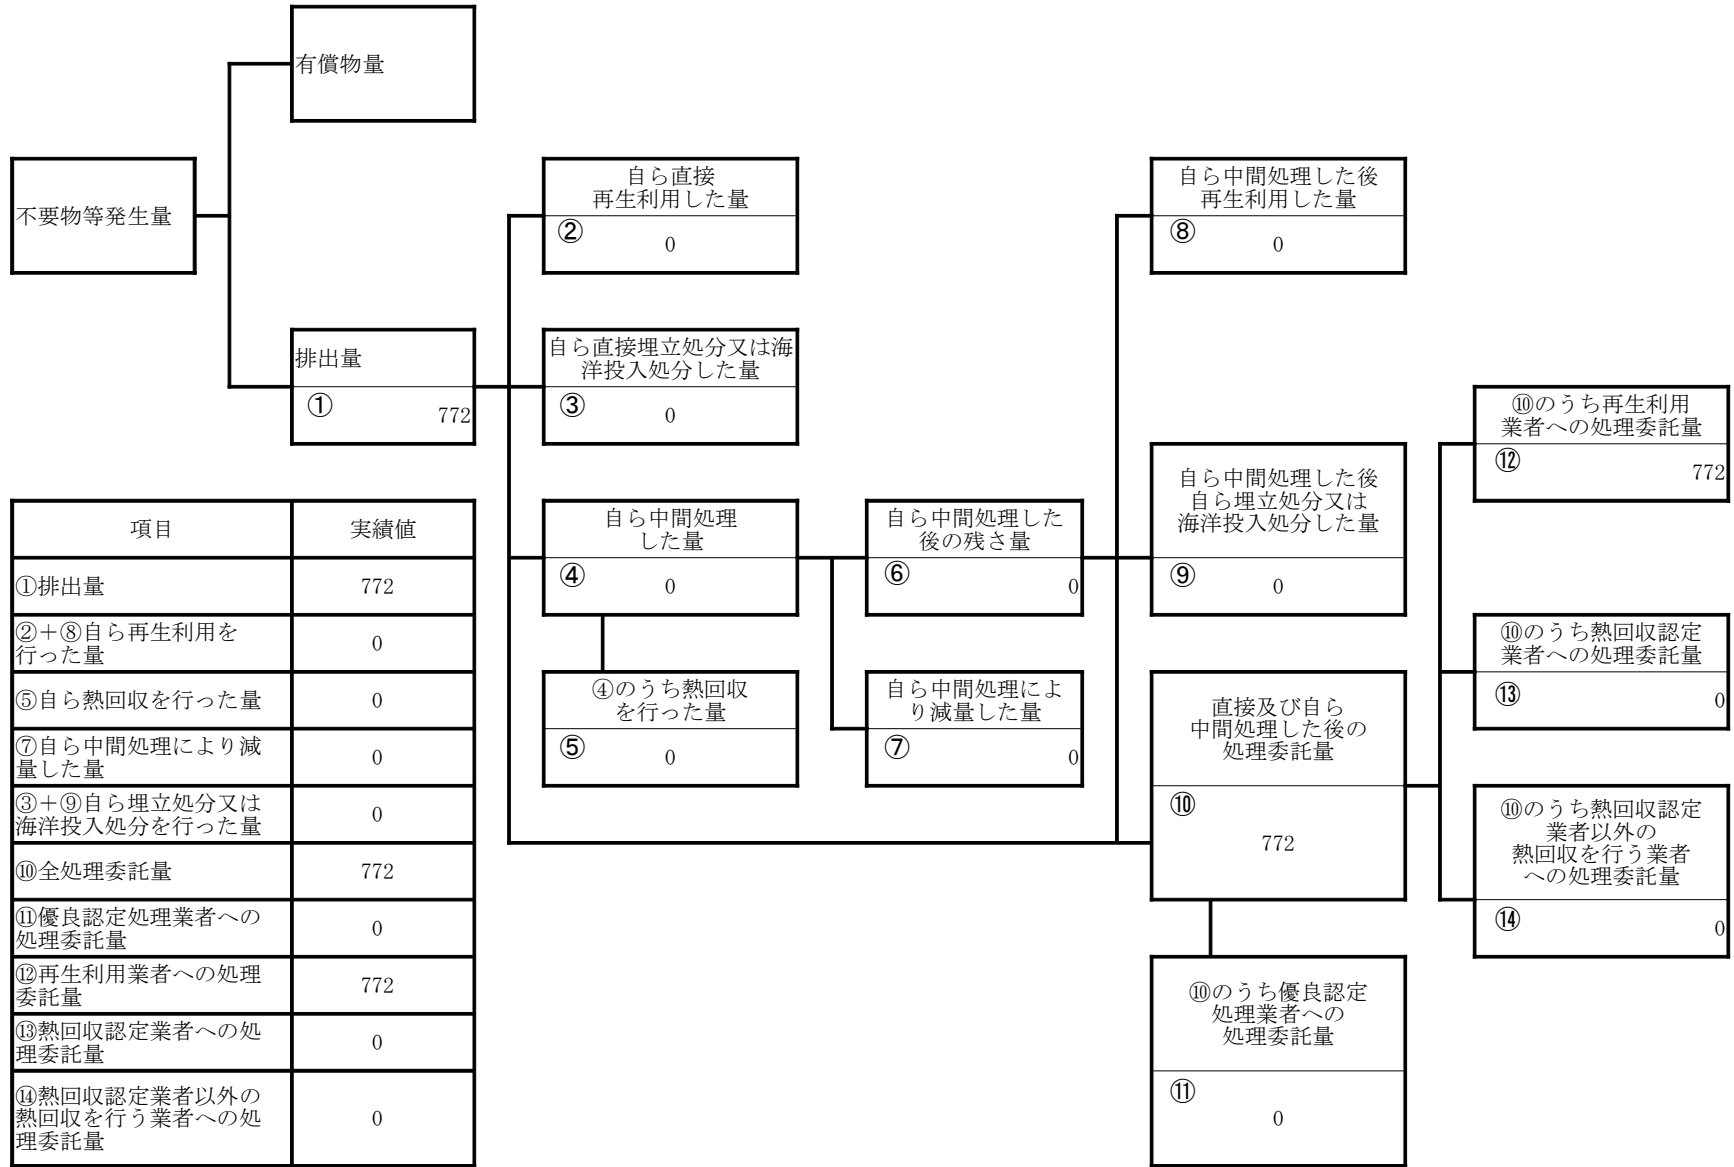 有償物量
不要物等発生量
自ら直接
再生利用した量
②
0
自ら中間処理した後
再生利用した量
⑧
0
排出量
①
772
自ら直接埋立処分又は海
洋投入処分した量
③
0
⑩のうち再生利用
業者への処理委託量
⑫
772
自ら中間処理
した量
④
0
自ら中間処理した
後の残さ量
⑥
0
自ら中間処理した後
自ら埋立処分又は
海洋投入処分した量
⑨
0
⑩のうち熱回収認定
業者への処理委託量
⑬
0
④のうち熱回収
を行った量
⑤
0
自ら中間処理によ
り減量した量
⑦
0
直接及び自ら
中間処理した後の
処理委託量
⑩
772
⑩のうち熱回収認定
業者以外の
熱回収を行う業者
への処理委託量
⑭
0
⑩のうち優良認定
処理業者への
処理委託量
⑪
0
項目 実績値
①排出量 772
②＋⑧自ら再生利用を
行った量 0
⑤自ら熱回収を行った量 0
⑦自ら中間処理により減
量した量 0
③＋⑨自ら埋立処分又は
海洋投入処分を行った量 0
⑩全処理委託量 772
⑪優良認定処理業者への
処理委託量 0
⑫再生利用業者への処理
委託量 772
⑬熱回収認定業者への処
理委託量 0
⑭熱回収認定業者以外の
熱回収を行う業者への処
理委託量 0